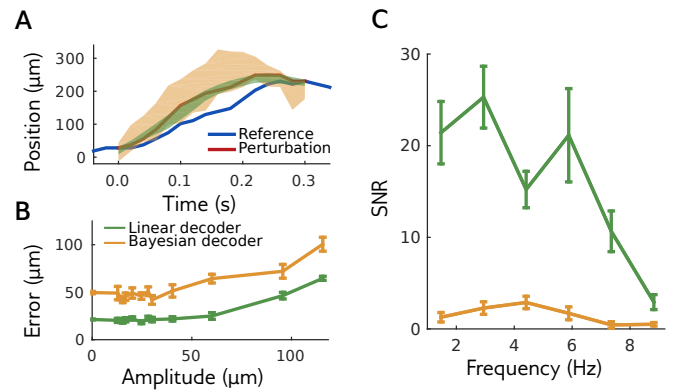 A
Position (μm)
300
200
100
0
0.0 0.1 0.2 0.3
Time (s)
Reference
Perturbation
B
Error (μm)
100
50
0
Linear decoder
Bayesian decoder
0 50 100
Amplitude (μm)
C
SNR
30
20
10
0
2 4 6 8
Frequency (Hz)